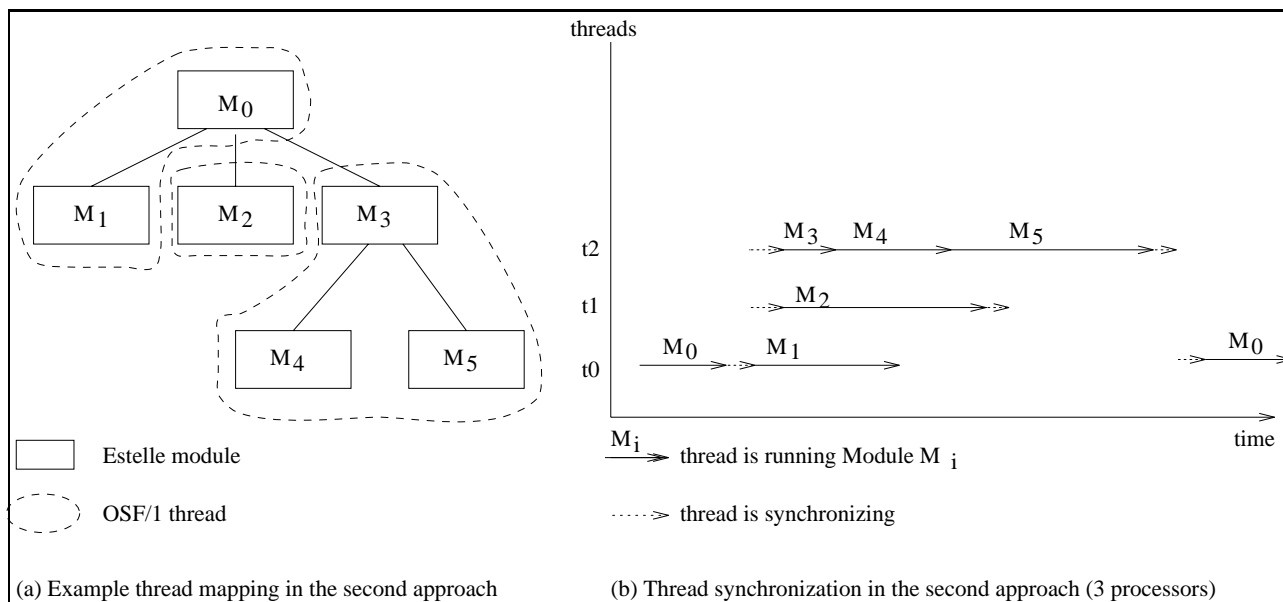 threads
M0
M1
M2
M3
M4
M5
t2
M3
M4
M5
t1
M2
t0
M0
M1
M0
time
Estelle module
OSF/1 thread
Mi
thread is running Module M i
thread is synchronizing
(a) Example thread mapping in the second approach
(b) Thread synchronization in the second approach (3 processors)